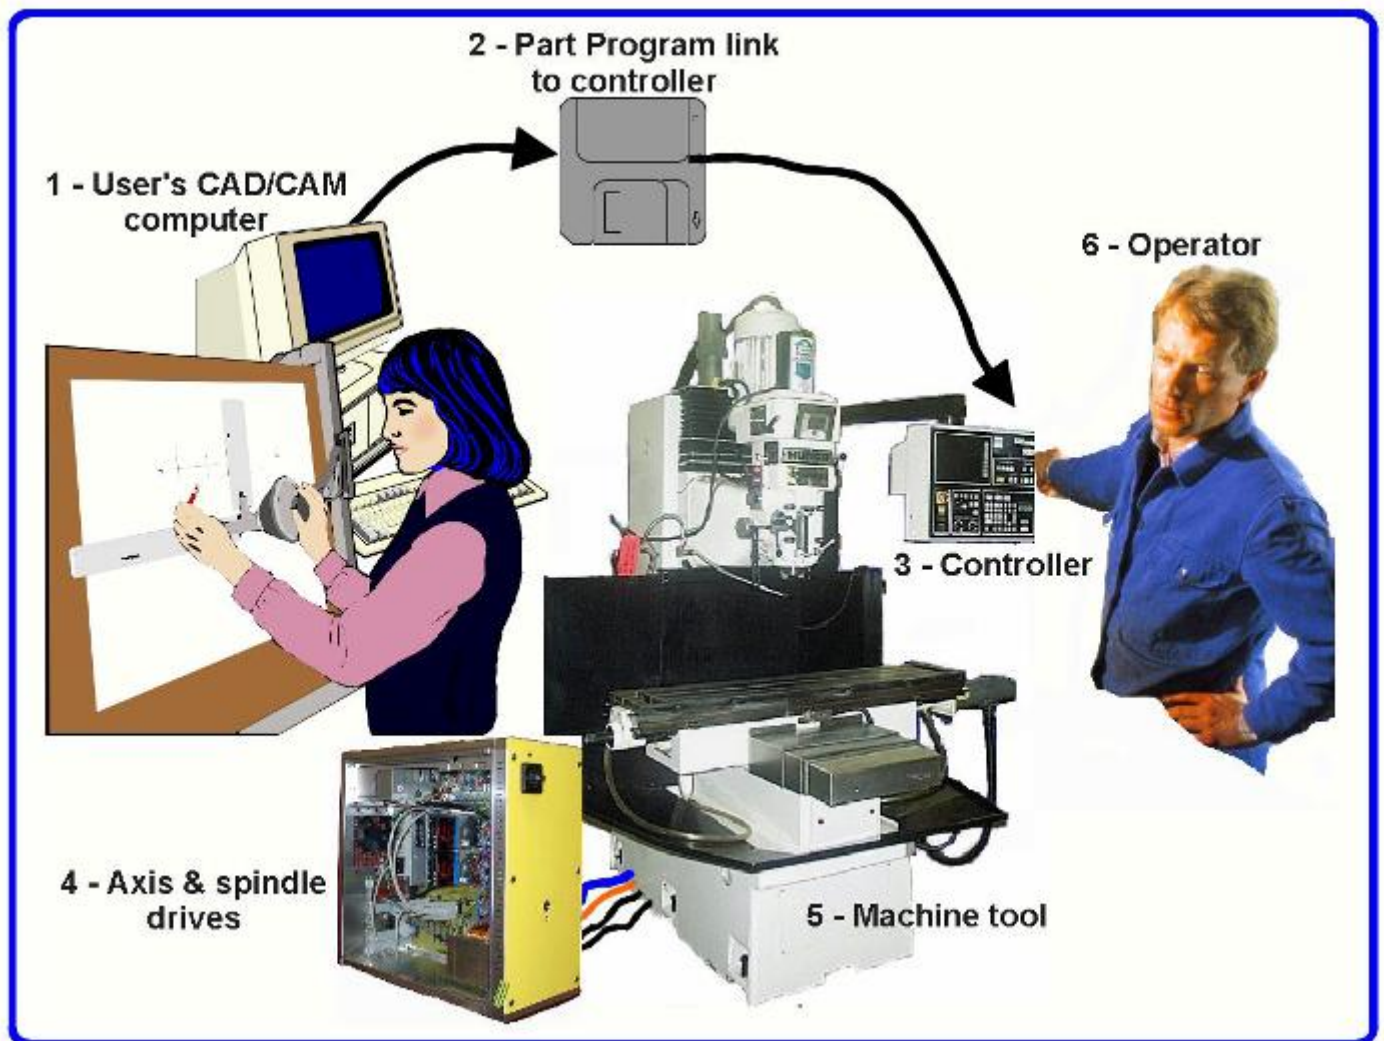 2 - Part Program link
to controller
1 - User's CAD/CAM
computer
6 - Operator
3 - Controller
4 - Axis & spindle
drives
5 - Machine tool